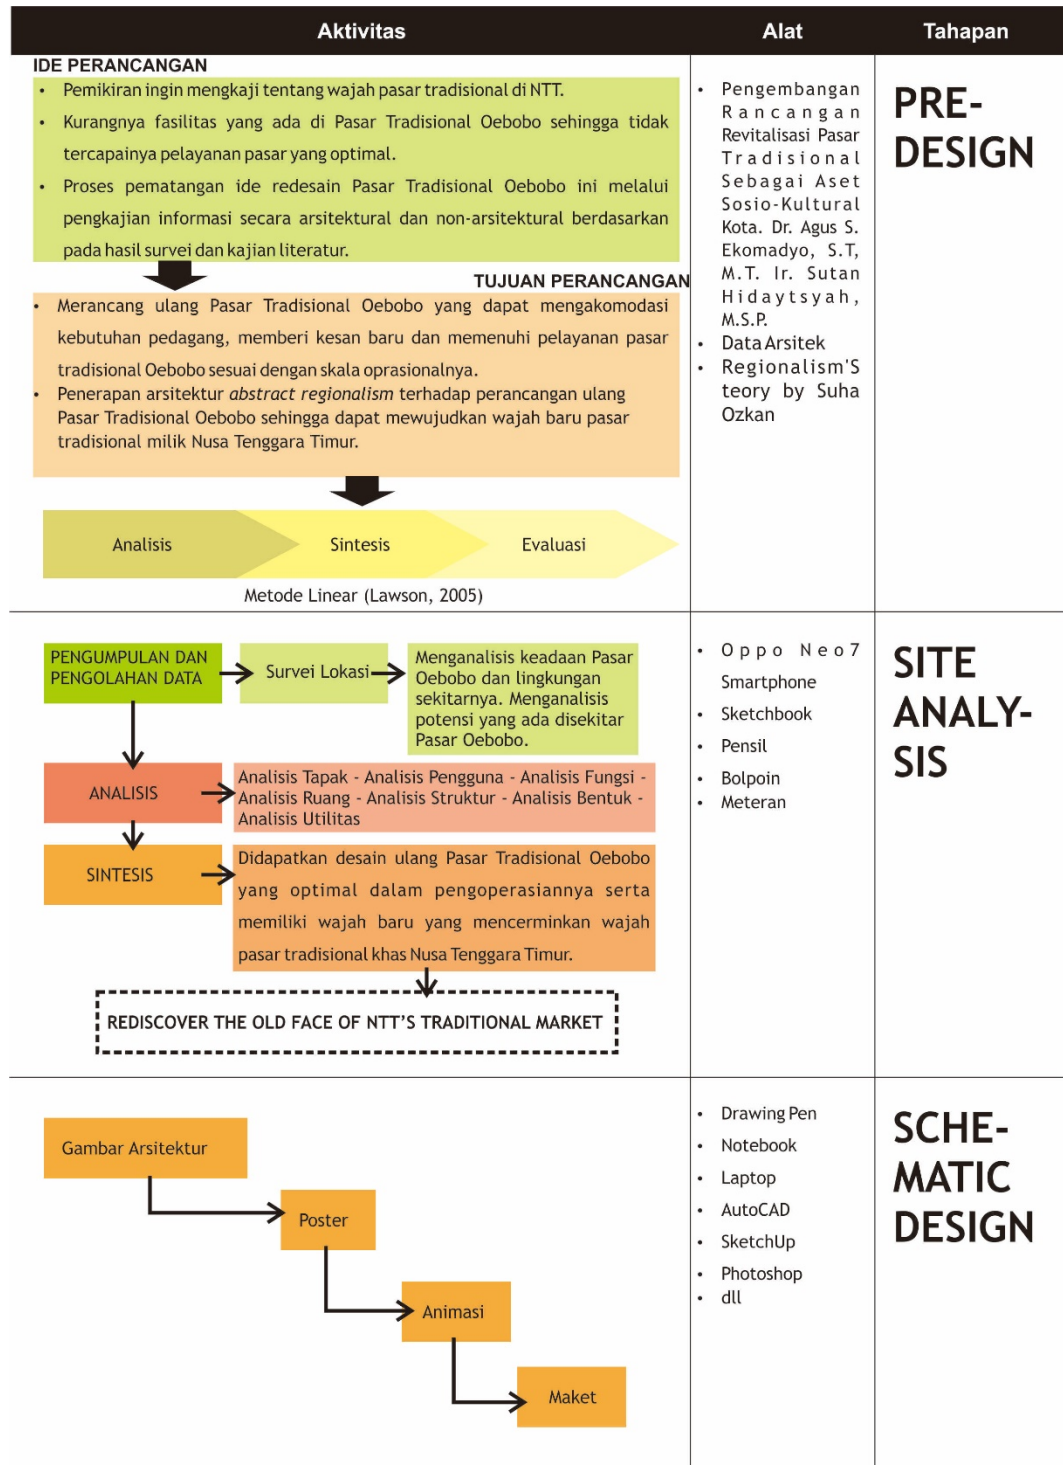 Aktivitas
Alat
Tahapan
IDE PERANCANGAN
• Pemikiran ingin mengkaji tentang wajah pasar tradisional di NTT.
• Kurangnya fasilitas yang ada di Pasar Tradisional Oebobo sehingga tidak
tercapainya pelayanan pasar yang optimal.
• Proses pematangan ide redesain Pasar Tradisional Oebobo ini melalui
pengkajian informasi secara arsitektural dan non-arsitektural berdasarkan
pada hasil survei dan kajian literatur.
TUJUAN PERANCANGAN
• Merancang ulang Pasar Tradisional Oebobo yang dapat mengakomodasi
kebutuhan pedagang, memberi kesan baru dan memenuhi pelayanan pasar
tradisional Oebobo sesuai dengan skala oprasionalnya.
• Penerapan arsitektur abstract regionalism terhadap perancangan ulang
Pasar Tradisional Oebobo sehingga dapat mewujudkan wajah baru pasar
tradisional milik Nusa Tenggara Timur.
Analisis
Sintesis
Evaluasi
Metode Linear (Lawson, 2005)
• Pengembangan
Rancangan
Revitalisasi Pasar
Tradisional
Sebagai Aset
Sosio-Kultural
Kota. Dr. Agus S.
Ekomadyo, S.T,
M.T. Ir. Sutan
Hidaytsyah,
M.S.P.
• Data Arsitek
• Regionalism'S
teory by Suha
Ozkan
PRE-
DESIGN
PENGUMPULAN DAN
PENGOLAHAN DATA
Survei Lokasi
Menganalisis keadaan Pasar
Oebobo dan lingkungan
sekitarnya. Menganalisis
potensi yang ada disekitar
Pasar Oebobo.
ANALISIS
Analisis Tapak - Analisis Pengguna - Analisis Fungsi -
Analisis Ruang - Analisis Struktur - Analisis Bentuk -
Analisis Utilitas
SINTESIS
Didapatkan desain ulang Pasar Tradisional Oebobo
yang optimal dalam pengoperasiannya serta
memiliki wajah baru yang mencerminkan wajah
pasar tradisional khas Nusa Tenggara Timur.
REDISCOVER THE OLD FACE OF NTT'S TRADITIONAL MARKET
• Oppo Neo7
Smartphone
• Sketchbook
• Pensil
• Bolpoin
• Meteran
SITE
ANALY-
SIS
Gambar Arsitektur
Poster
Animasi
Maket
• Drawing Pen
• Notebook
• Laptop
• AutoCAD
• SketchUp
• Photoshop
• dll
SCHE-
MATIC
DESIGN